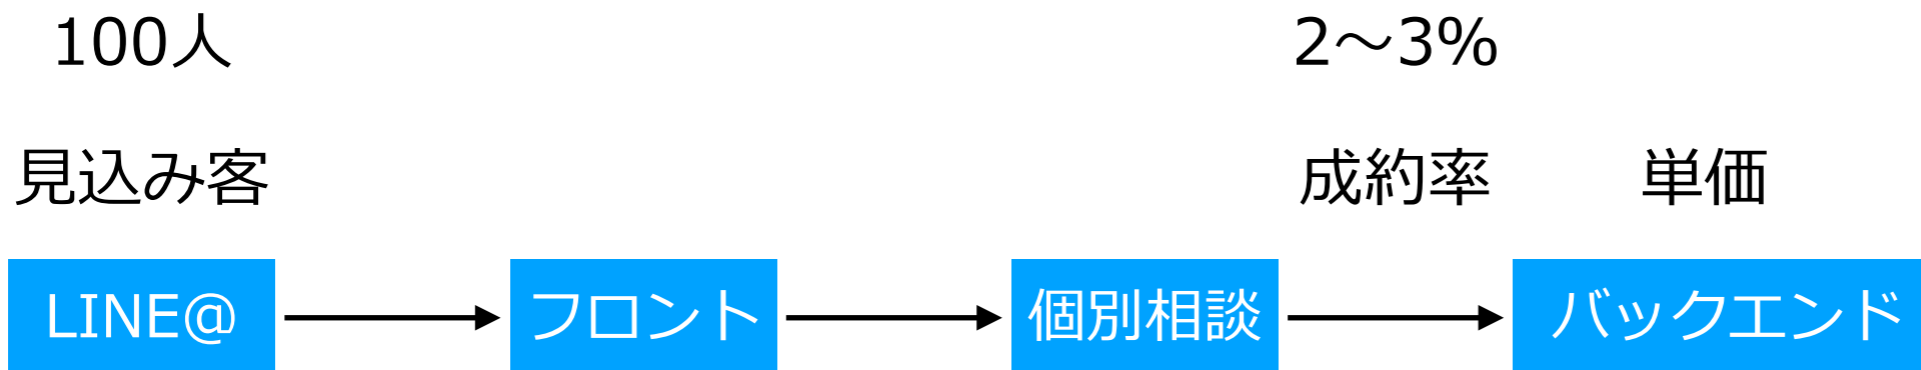 100人
2～3%
見込み客
成約率
単価
LINE@
フロント
個別相談
バックエンド